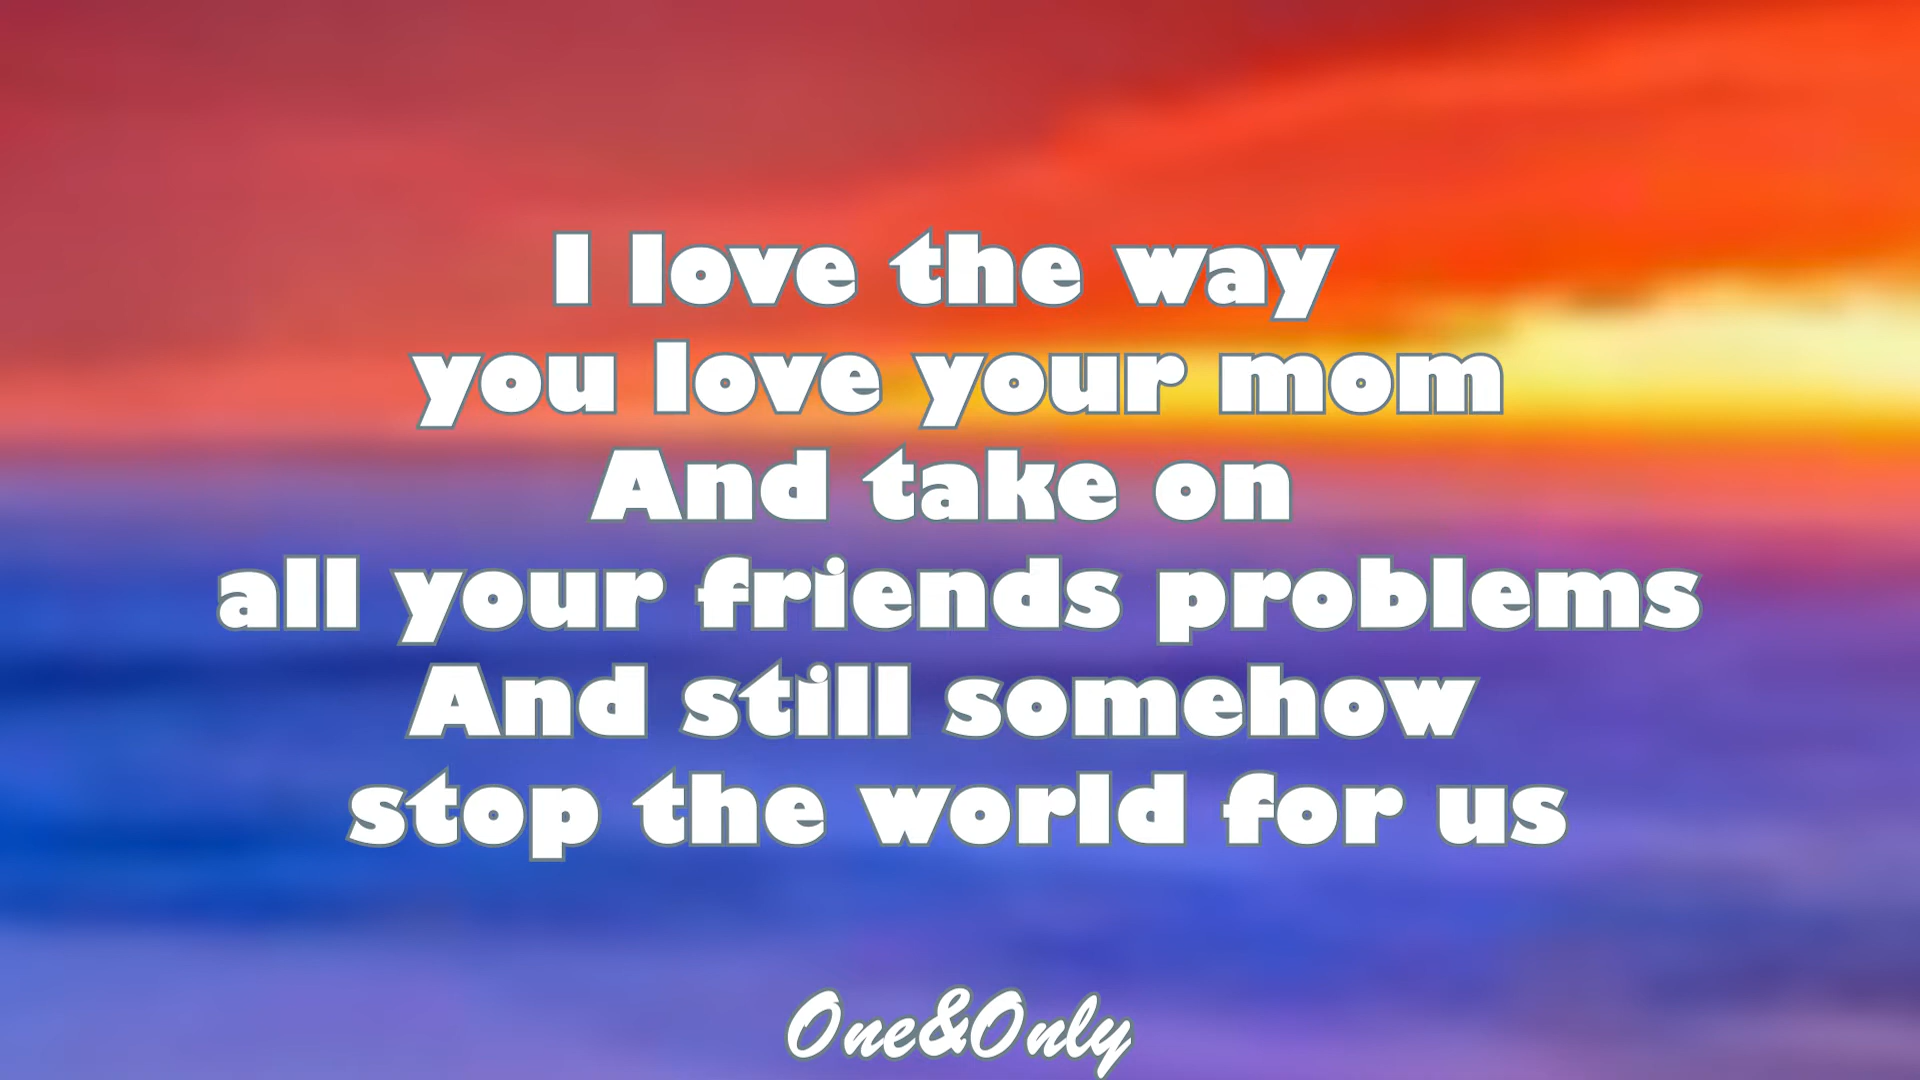 I love the way
you love your mom
And take on
all your friends problems
And still somehow
stop the world for us
One&Only